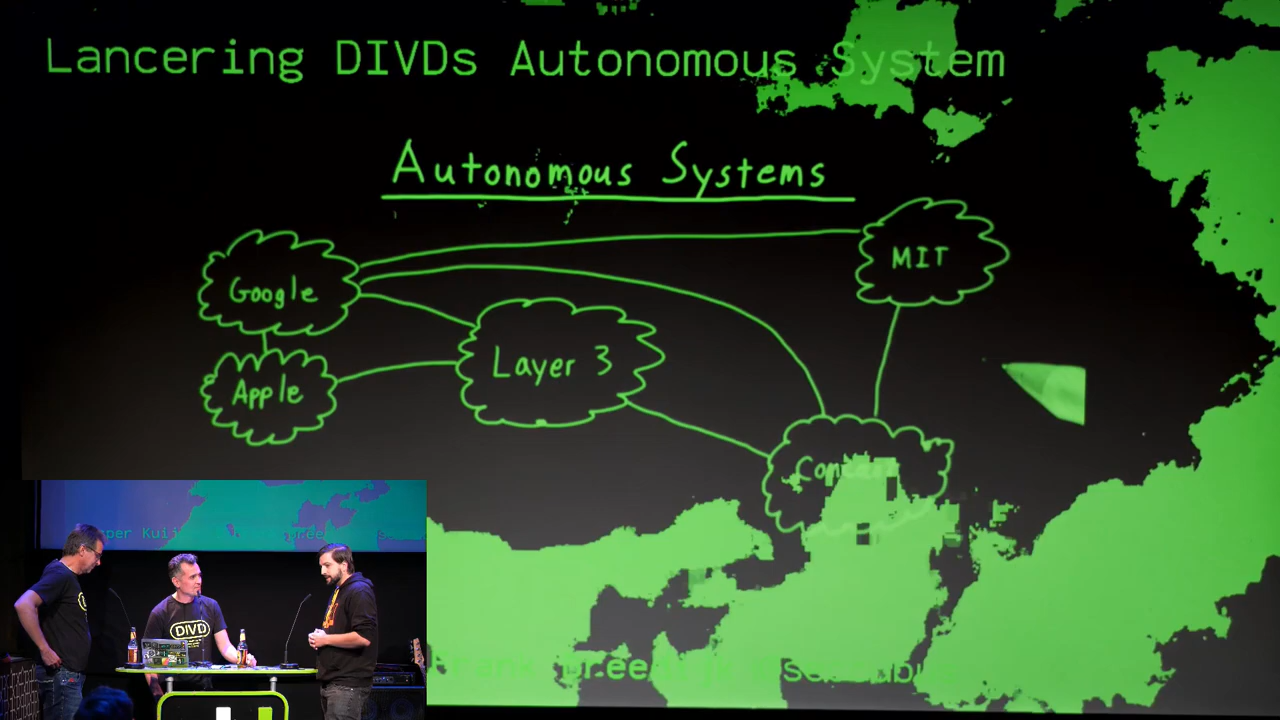 Lancering DIVDs Autonomous System
Autonomous Systems
MIT
Google
Layer 3
Apple
DIVD